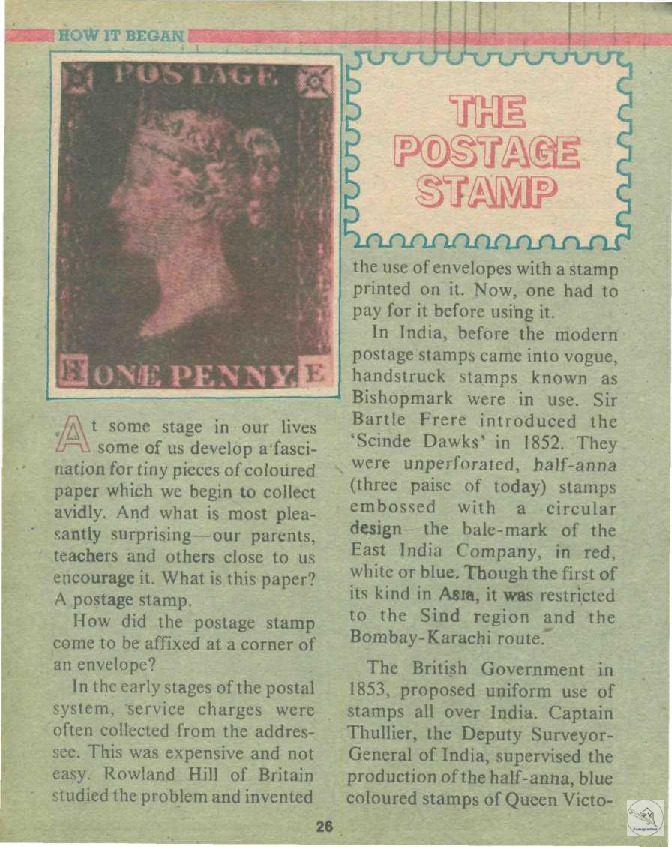 HOW IT BEGAN
POSTAGE
ONE PENNY.
E
THE
POSTAGE
STAMP
At some stage in our lives
some of us develop a fasci-
nation for tiny pieces of coloured
paper which we begin to collect
avidly. And what is most plea-
santly surprising—our parents,
teachers and others close to us
encourage it. What is this paper?
A postage stamp.
How did the postage stamp
come to be affixed at a corner of
an envelope?
In the early stages of the postal
system, service charges were
often collected from the addres-
see. This was expensive and not
easy. Rowland Hill of Britain
studied the problem and invented
the use of envelopes with a stamp
printed on it. Now, one had to
pay for it before using it.
In India, before the modern
postage stamps came into vogue,
handstruck stamps known as
Bishopmark were in use. Sir
Bartle Frere introduced the
‘Scinde Dawks’ in 1852. They
were unperforated, half-anna
(three paise of today) stamps
embossed with a circular
design—the bale-mark of the
East India Company, in red,
white or blue. Though the first of
its kind in Asia, it was restricted
to the Sind region and the
Bombay-Karachi route.
The British Government in
1853, proposed uniform use of
stamps all over India. Captain
Thullier, the Deputy Surveyor-
General of India, supervised the
production of the half-anna, blue
coloured stamps of Queen Victo-
26